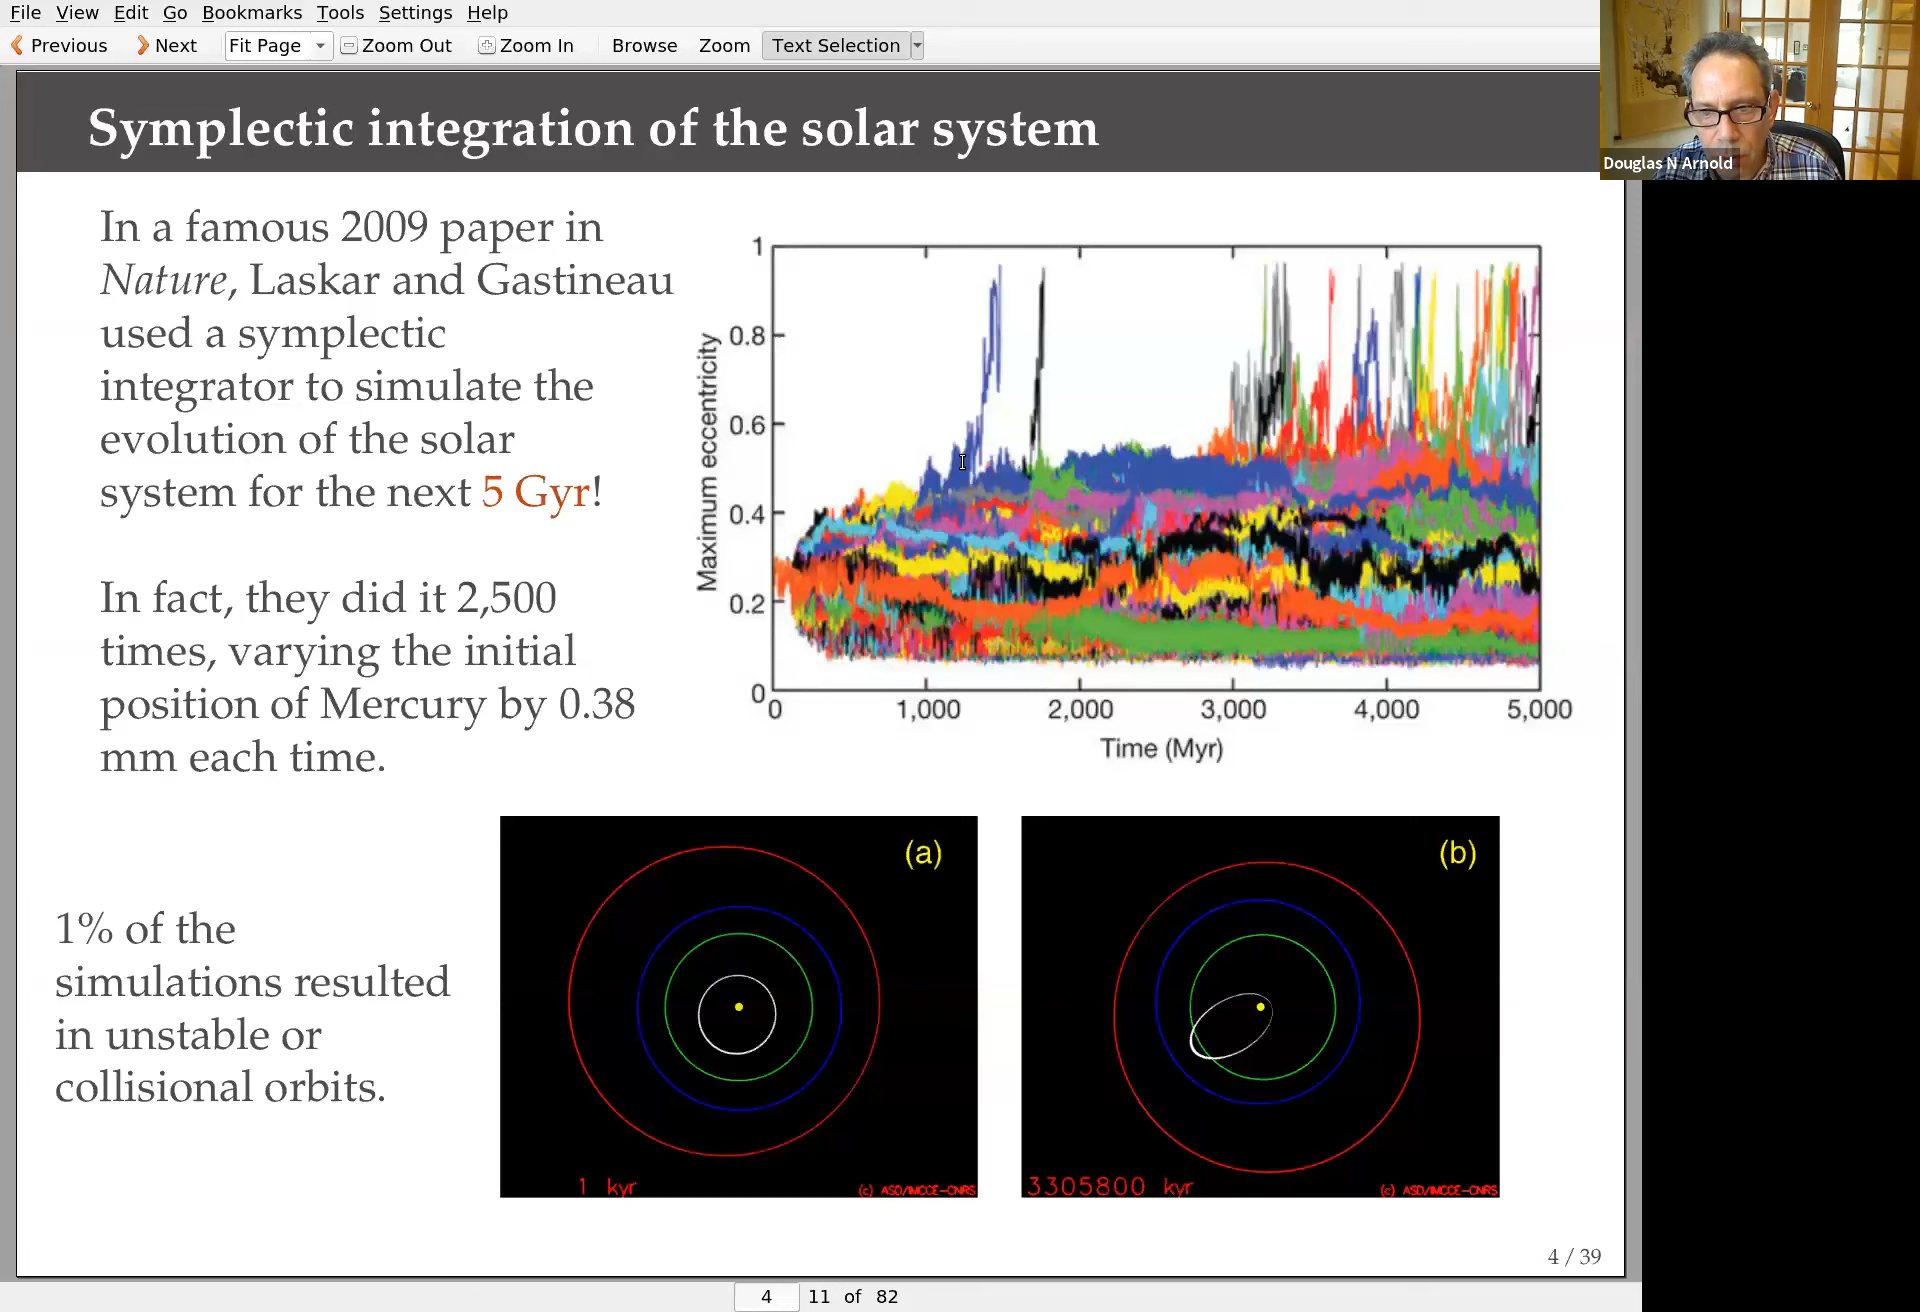 File View Edit Go Bookmarks Tools Settings Help
Previous Next Fit Page Zoom Out Zoom In Browse Zoom Text Selection
Douglas N Arnold
Symplectic integration of the solar system
In a famous 2009 paper in
Nature, Laskar and Gastineau
used a symplectic
integrator to simulate the
evolution of the solar
system for the next 5 Gyr!
In fact, they did it 2,500
times, varying the initial
position of Mercury by 0.38
mm each time.
1
0.8
0.6
0.4
0.2
0
Maximum eccentricity
0 1,000 2,000 3,000 4,000 5,000
Time (Myr)
1% of the
simulations resulted
in unstable or
collisional orbits.
(a)
1 kyr
(c) ASD/IMCCE-CNRS
(b)
3305800 kyr
(c) ASD/IMCCE-CNRS
4 / 39
4 11 of 82